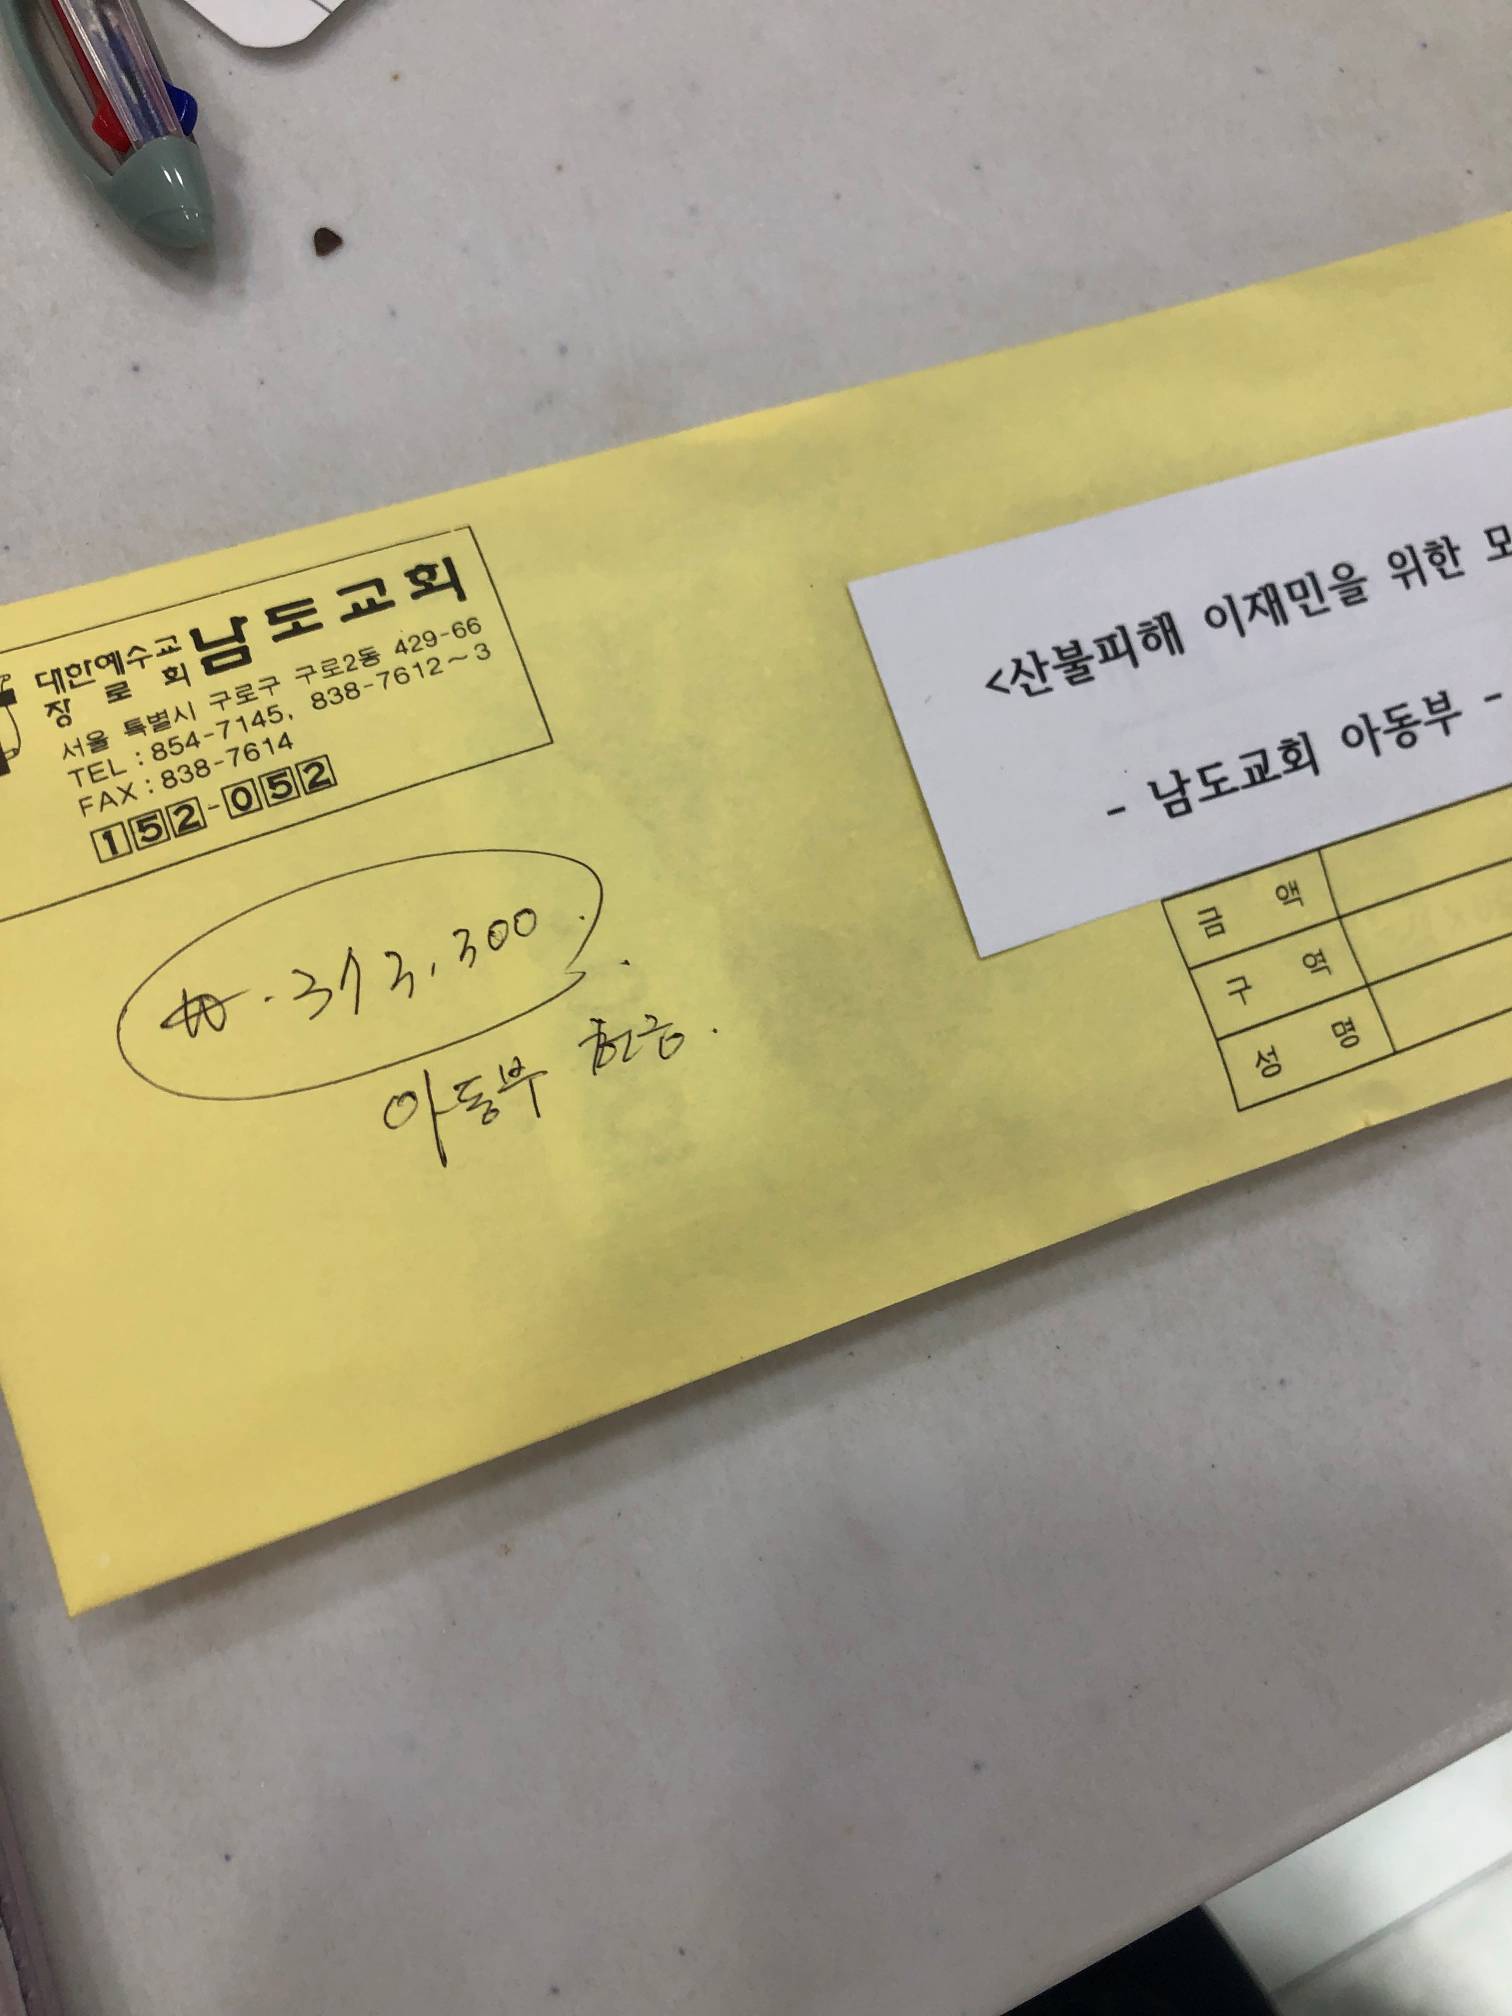 대한예수교
장로회 남도교회
서울 특별시 구로구 구로2동 429-66
TEL : 854-7145, 838-7612~3
FAX : 838-7614
152-052
₩. 373,300.
아동부 헌금.
<산불피해 이재민을 위한 모
- 남도교회 아동부 -
금 액
구 역
성 명